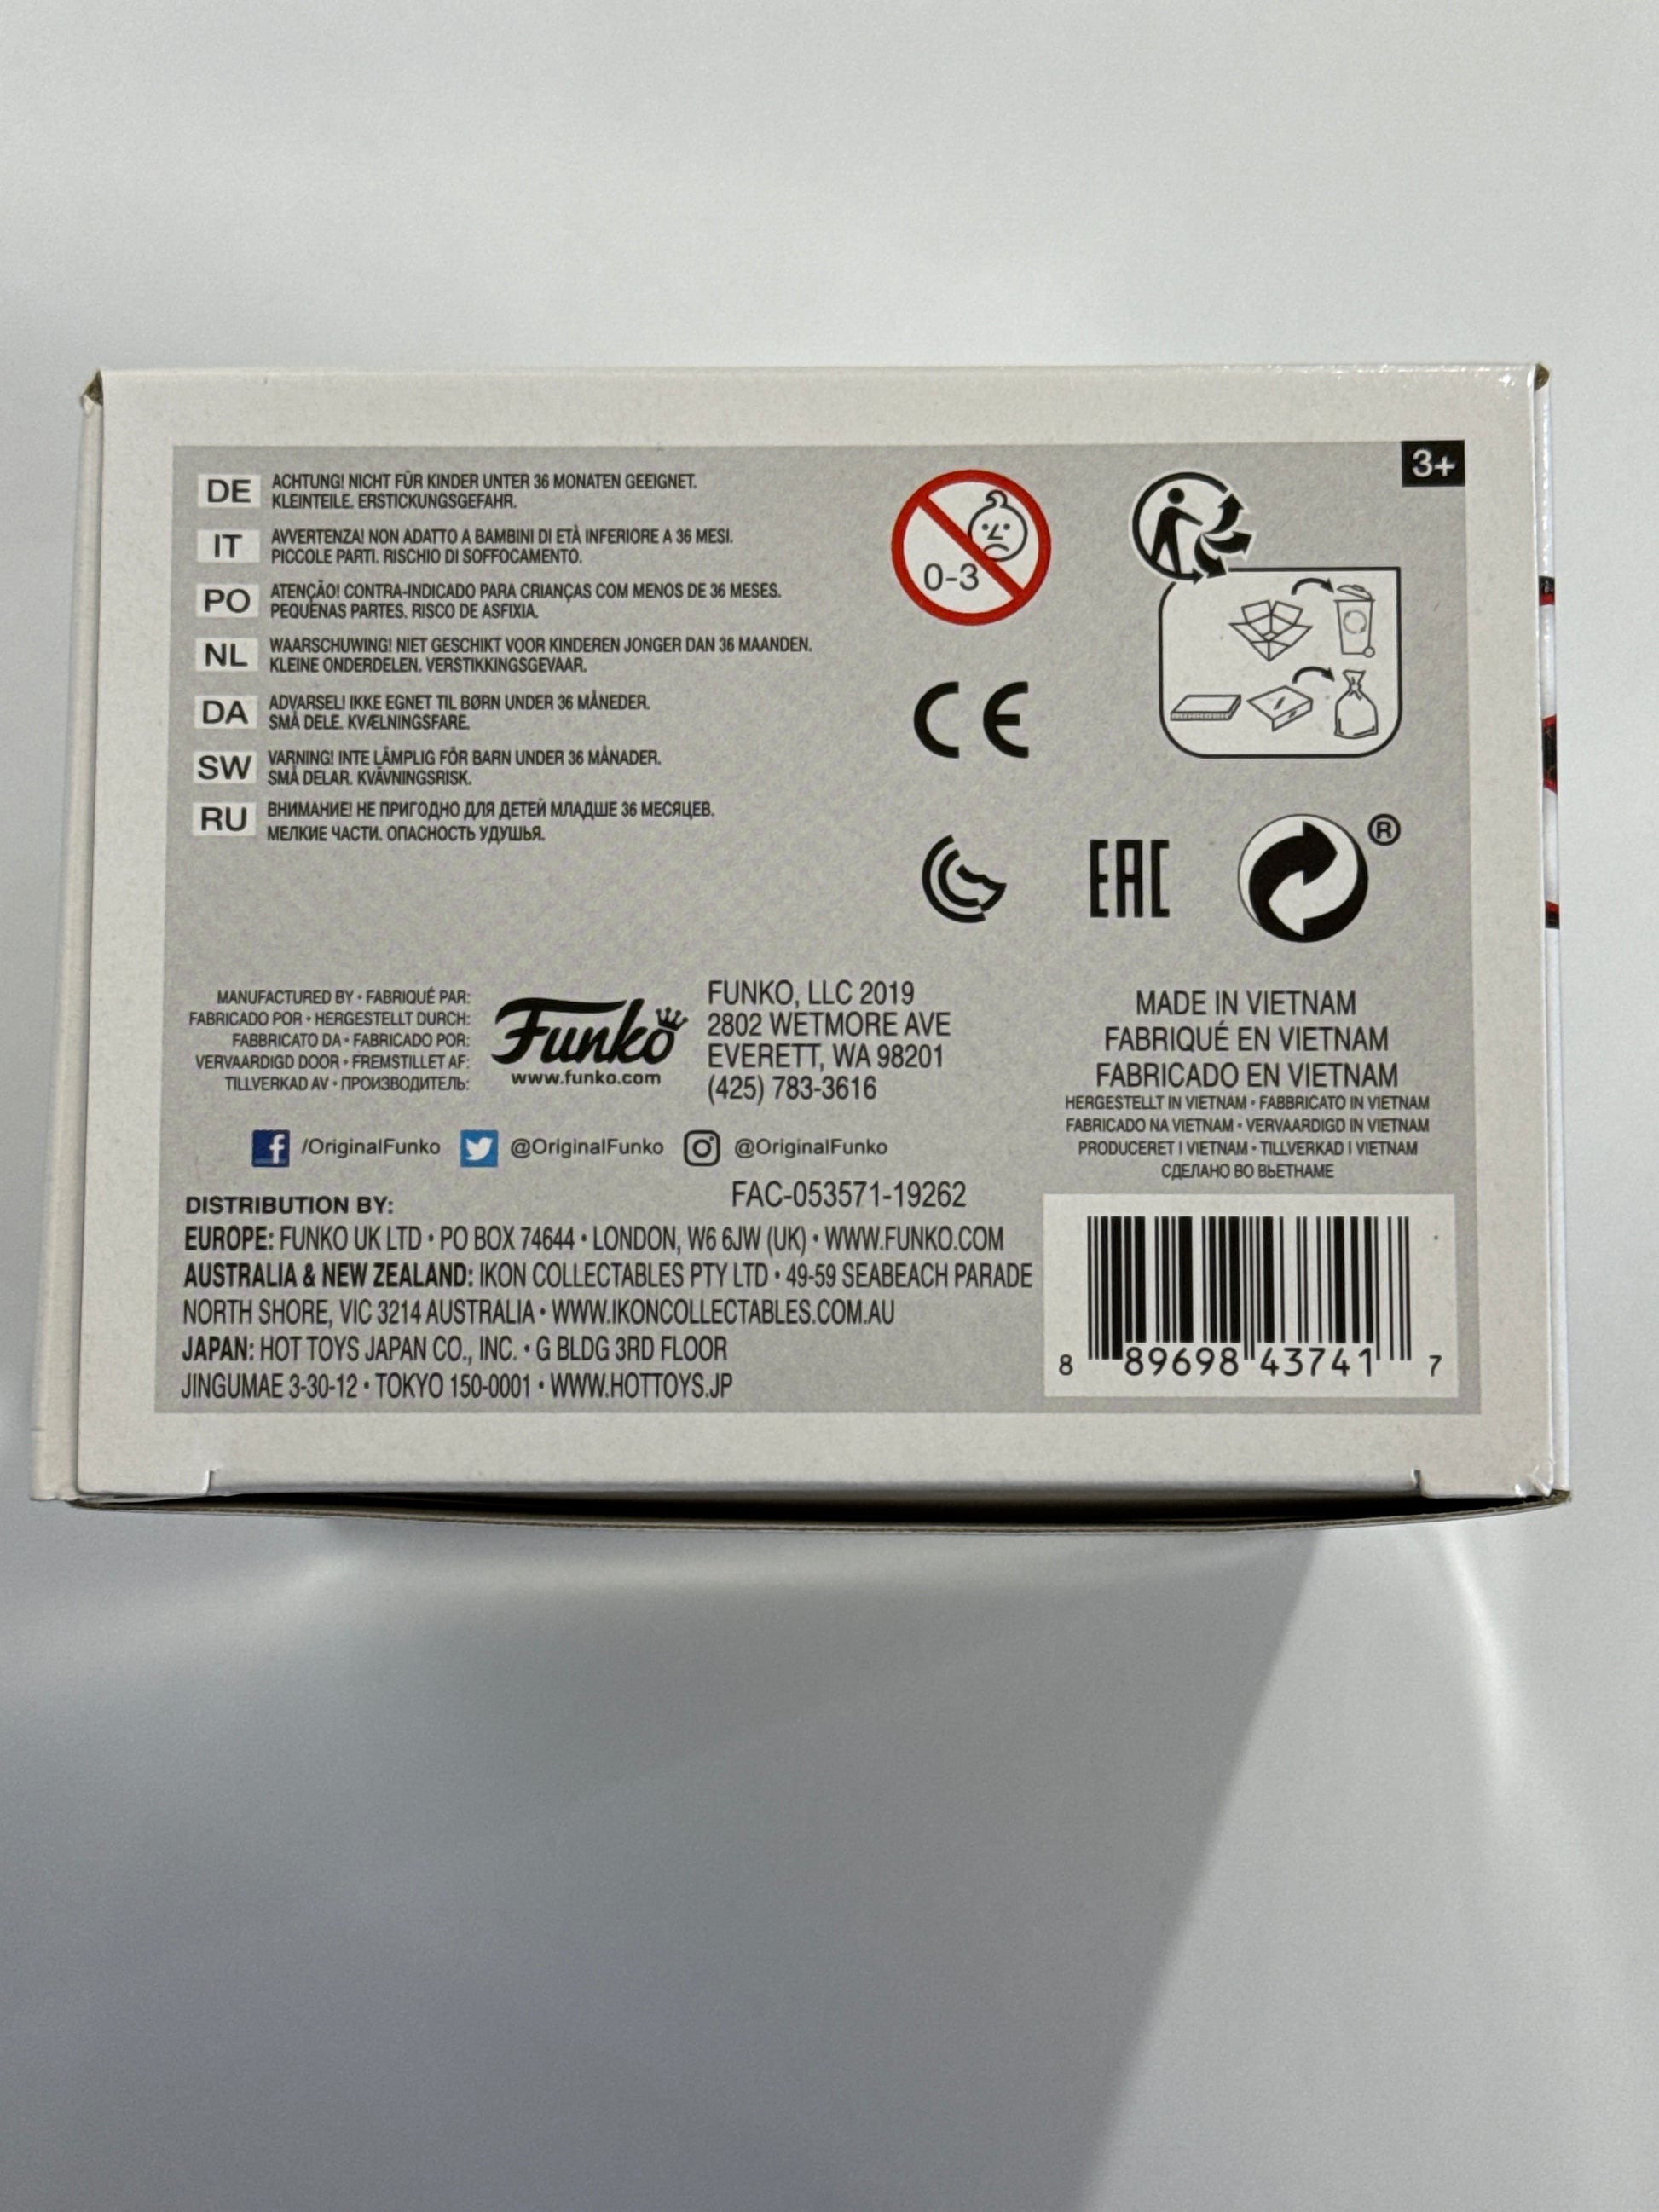 3+
DE
ACHTUNG! NICHT FÜR KINDER UNTER 36 MONATEN GEEIGNET.
KLEINTEILE. ERSTICKUNGSGEFAHR.
IT
AVVERTENZA! NON ADATTO A BAMBINI DI ETÀ INFERIORE A 36 MESI.
PICCOLE PARTI. RISCHIO DI SOFFOCAMENTO.
PO
ATENÇÃO! CONTRA-INDICADO PARA CRIANÇAS COM MENOS DE 36 MESES.
PEQUENAS PARTES. RISCO DE ASFIXIA.
NL
WAARSCHUWING! NIET GESCHIKT VOOR KINDEREN JONGER DAN 36 MAANDEN.
KLEINE ONDERDELEN. VERSTIKKINGSGEVAAR.
DA
ADVARSEL! IKKE EGNET TIL BØRN UNDER 36 MÅNEDER.
SMÅ DELE. KVÆLNINGSFARE.
SW
VARNING! INTE LÄMPLIG FÖR BARN UNDER 36 MÅNADER.
SMÅ DELAR. KVÄVNINGSRISK.
RU
ВНИМАНИЕ! НЕ ПРИГОДНО ДЛЯ ДЕТЕЙ МЛАДШЕ 36 МЕСЯЦЕВ.
МЕЛКИЕ ЧАСТИ. ОПАСНОСТЬ УДУШЬЯ.
0-3
CE
EAC
®
MANUFACTURED BY • FABRIQUÉ PAR:
FABRICADO POR • HERGESTELLT DURCH:
FABBRICATO DA • FABRICADO POR:
VERVAARDIGD DOOR • FREMSTILLET AF:
TILLVERKAD AV • ПРОИЗВОДИТЕЛЬ:
Funko
www.funko.com
FUNKO, LLC 2019
2802 WETMORE AVE
EVERETT, WA 98201
(425) 783-3616
MADE IN VIETNAM
FABRIQUÉ EN VIETNAM
FABRICADO EN VIETNAM
HERGESTELLT IN VIETNAM • FABBRICATO IN VIETNAM
FABRICADO NA VIETNAM • VERVAARDIGD IN VIETNAM
PRODUCERET I VIETNAM • TILLVERKAD I VIETNAM
СДЕЛАНО ВО ВЬЕТНАМЕ
/OriginalFunko @OriginalFunko @OriginalFunko
FAC-053571-19262
DISTRIBUTION BY:
EUROPE: FUNKO UK LTD • PO BOX 74644 • LONDON, W6 6JW (UK) • WWW.FUNKO.COM
AUSTRALIA & NEW ZEALAND: IKON COLLECTABLES PTY LTD • 49-59 SEABEACH PARADE
NORTH SHORE, VIC 3214 AUSTRALIA • WWW.IKONCOLLECTABLES.COM.AU
JAPAN: HOT TOYS JAPAN CO., INC. • G BLDG 3RD FLOOR
JINGUMAE 3-30-12 • TOKYO 150-0001 • WWW.HOTTOYS.JP
8 89698 43741 7